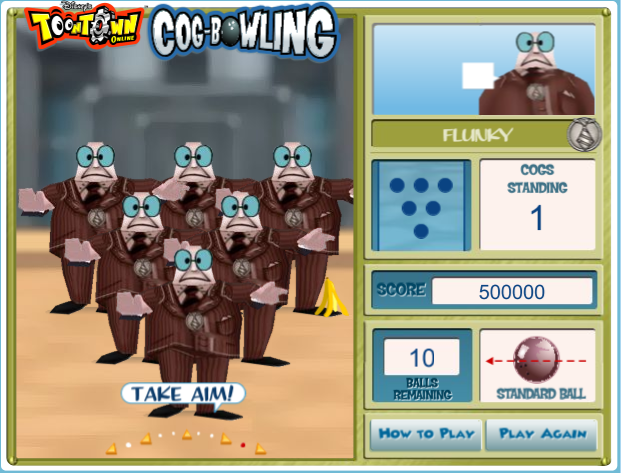 Disney's
TOONTOWN
ONLINE
COG-BOWLING
FLUNKY
COGS
STANDING
1
SCORE 500000
10
BALLS
REMAINING
STANDARD BALL
TAKE AIM!
HOW TO PLAY
PLAY AGAIN